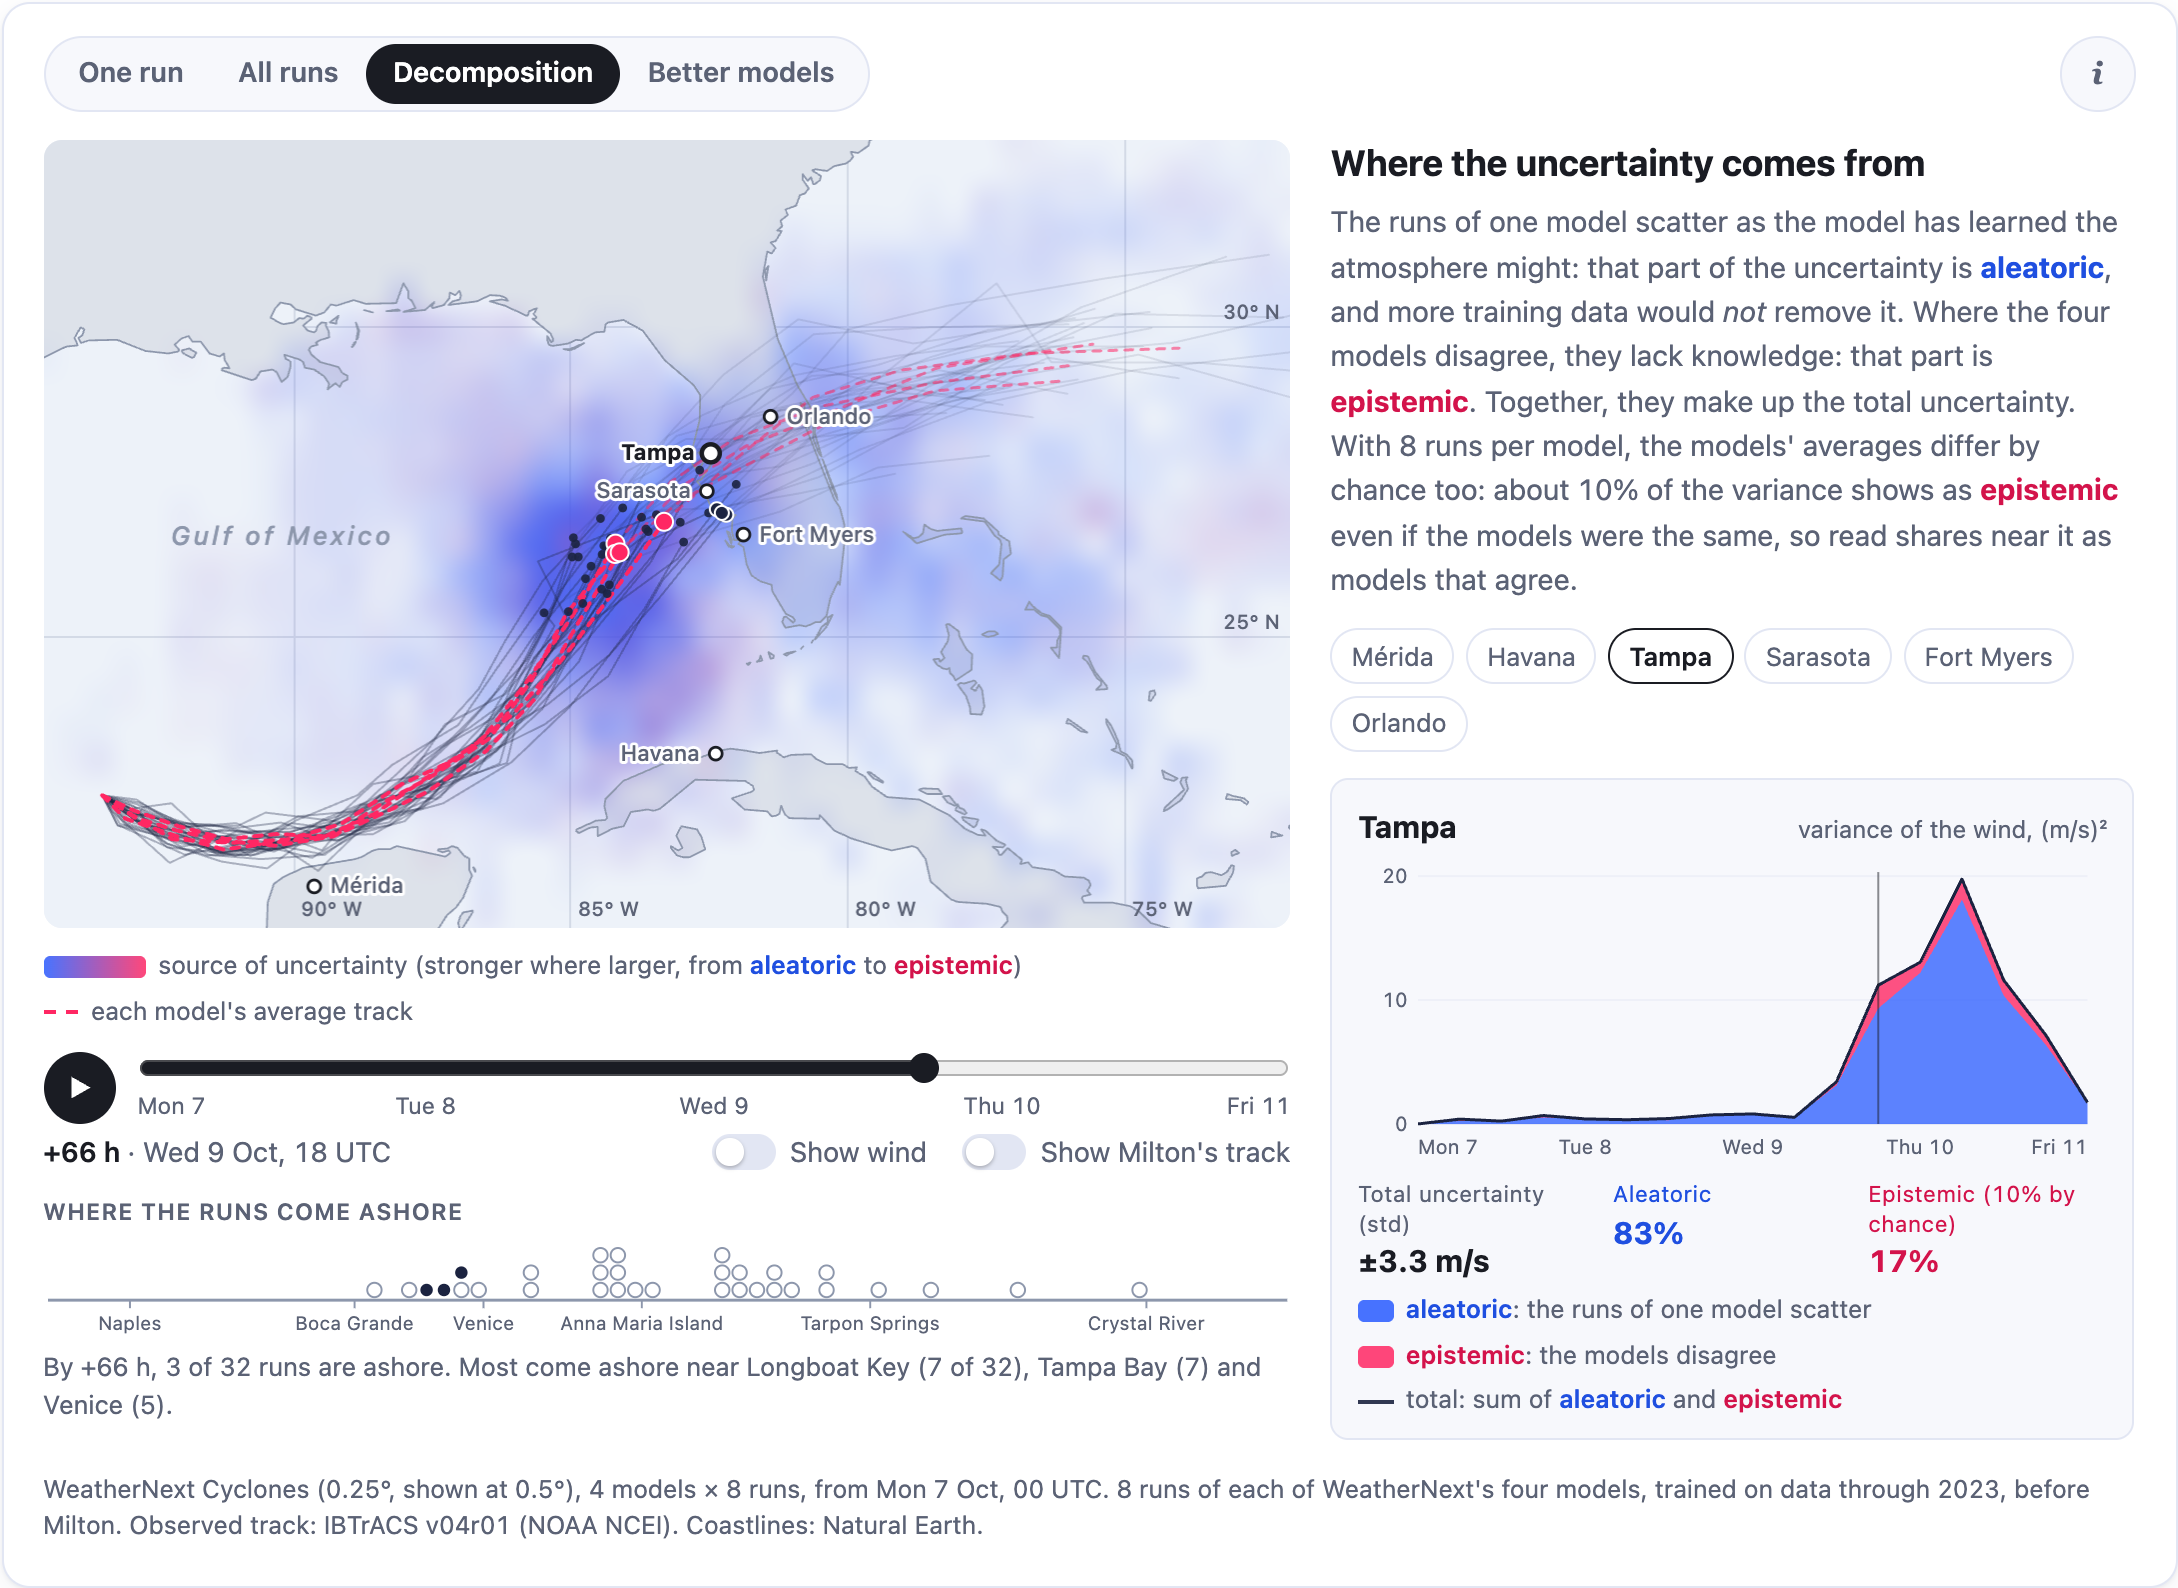 One run
All runs
Decomposition
Better models
i
30° N
25° N
90° W
85° W
80° W
75° W
Gulf of Mexico
Orlando
Tampa
Sarasota
Fort Myers
Havana
Mérida
source of uncertainty (stronger where larger, from aleatoric to epistemic)
each model's average track
Mon 7
Tue 8
Wed 9
Thu 10
Fri 11
+66 h · Wed 9 Oct, 18 UTC
Show wind
Show Milton's track
WHERE THE RUNS COME ASHORE
Naples
Boca Grande
Venice
Anna Maria Island
Tarpon Springs
Crystal River
By +66 h, 3 of 32 runs are ashore. Most come ashore near Longboat Key (7 of 32), Tampa Bay (7) and
Venice (5).
Where the uncertainty comes from
The runs of one model scatter as the model has learned the
atmosphere might: that part of the uncertainty is aleatoric,
and more training data would not remove it. Where the four
models disagree, they lack knowledge: that part is
epistemic. Together, they make up the total uncertainty.
With 8 runs per model, the models' averages differ by
chance too: about 10% of the variance shows as epistemic
even if the models were the same, so read shares near it as
models that agree.
Mérida
Havana
Tampa
Sarasota
Fort Myers
Orlando
Tampa
variance of the wind, (m/s)²
20
10
0
Mon 7
Tue 8
Wed 9
Thu 10
Fri 11
Total uncertainty
(std)
±3.3 m/s
Aleatoric
83%
Epistemic (10% by
chance)
17%
aleatoric: the runs of one model scatter
epistemic: the models disagree
total: sum of aleatoric and epistemic
WeatherNext Cyclones (0.25°, shown at 0.5°), 4 models × 8 runs, from Mon 7 Oct, 00 UTC. 8 runs of each of WeatherNext's four models, trained on data through 2023, before
Milton. Observed track: IBTrACS v04r01 (NOAA NCEI). Coastlines: Natural Earth.